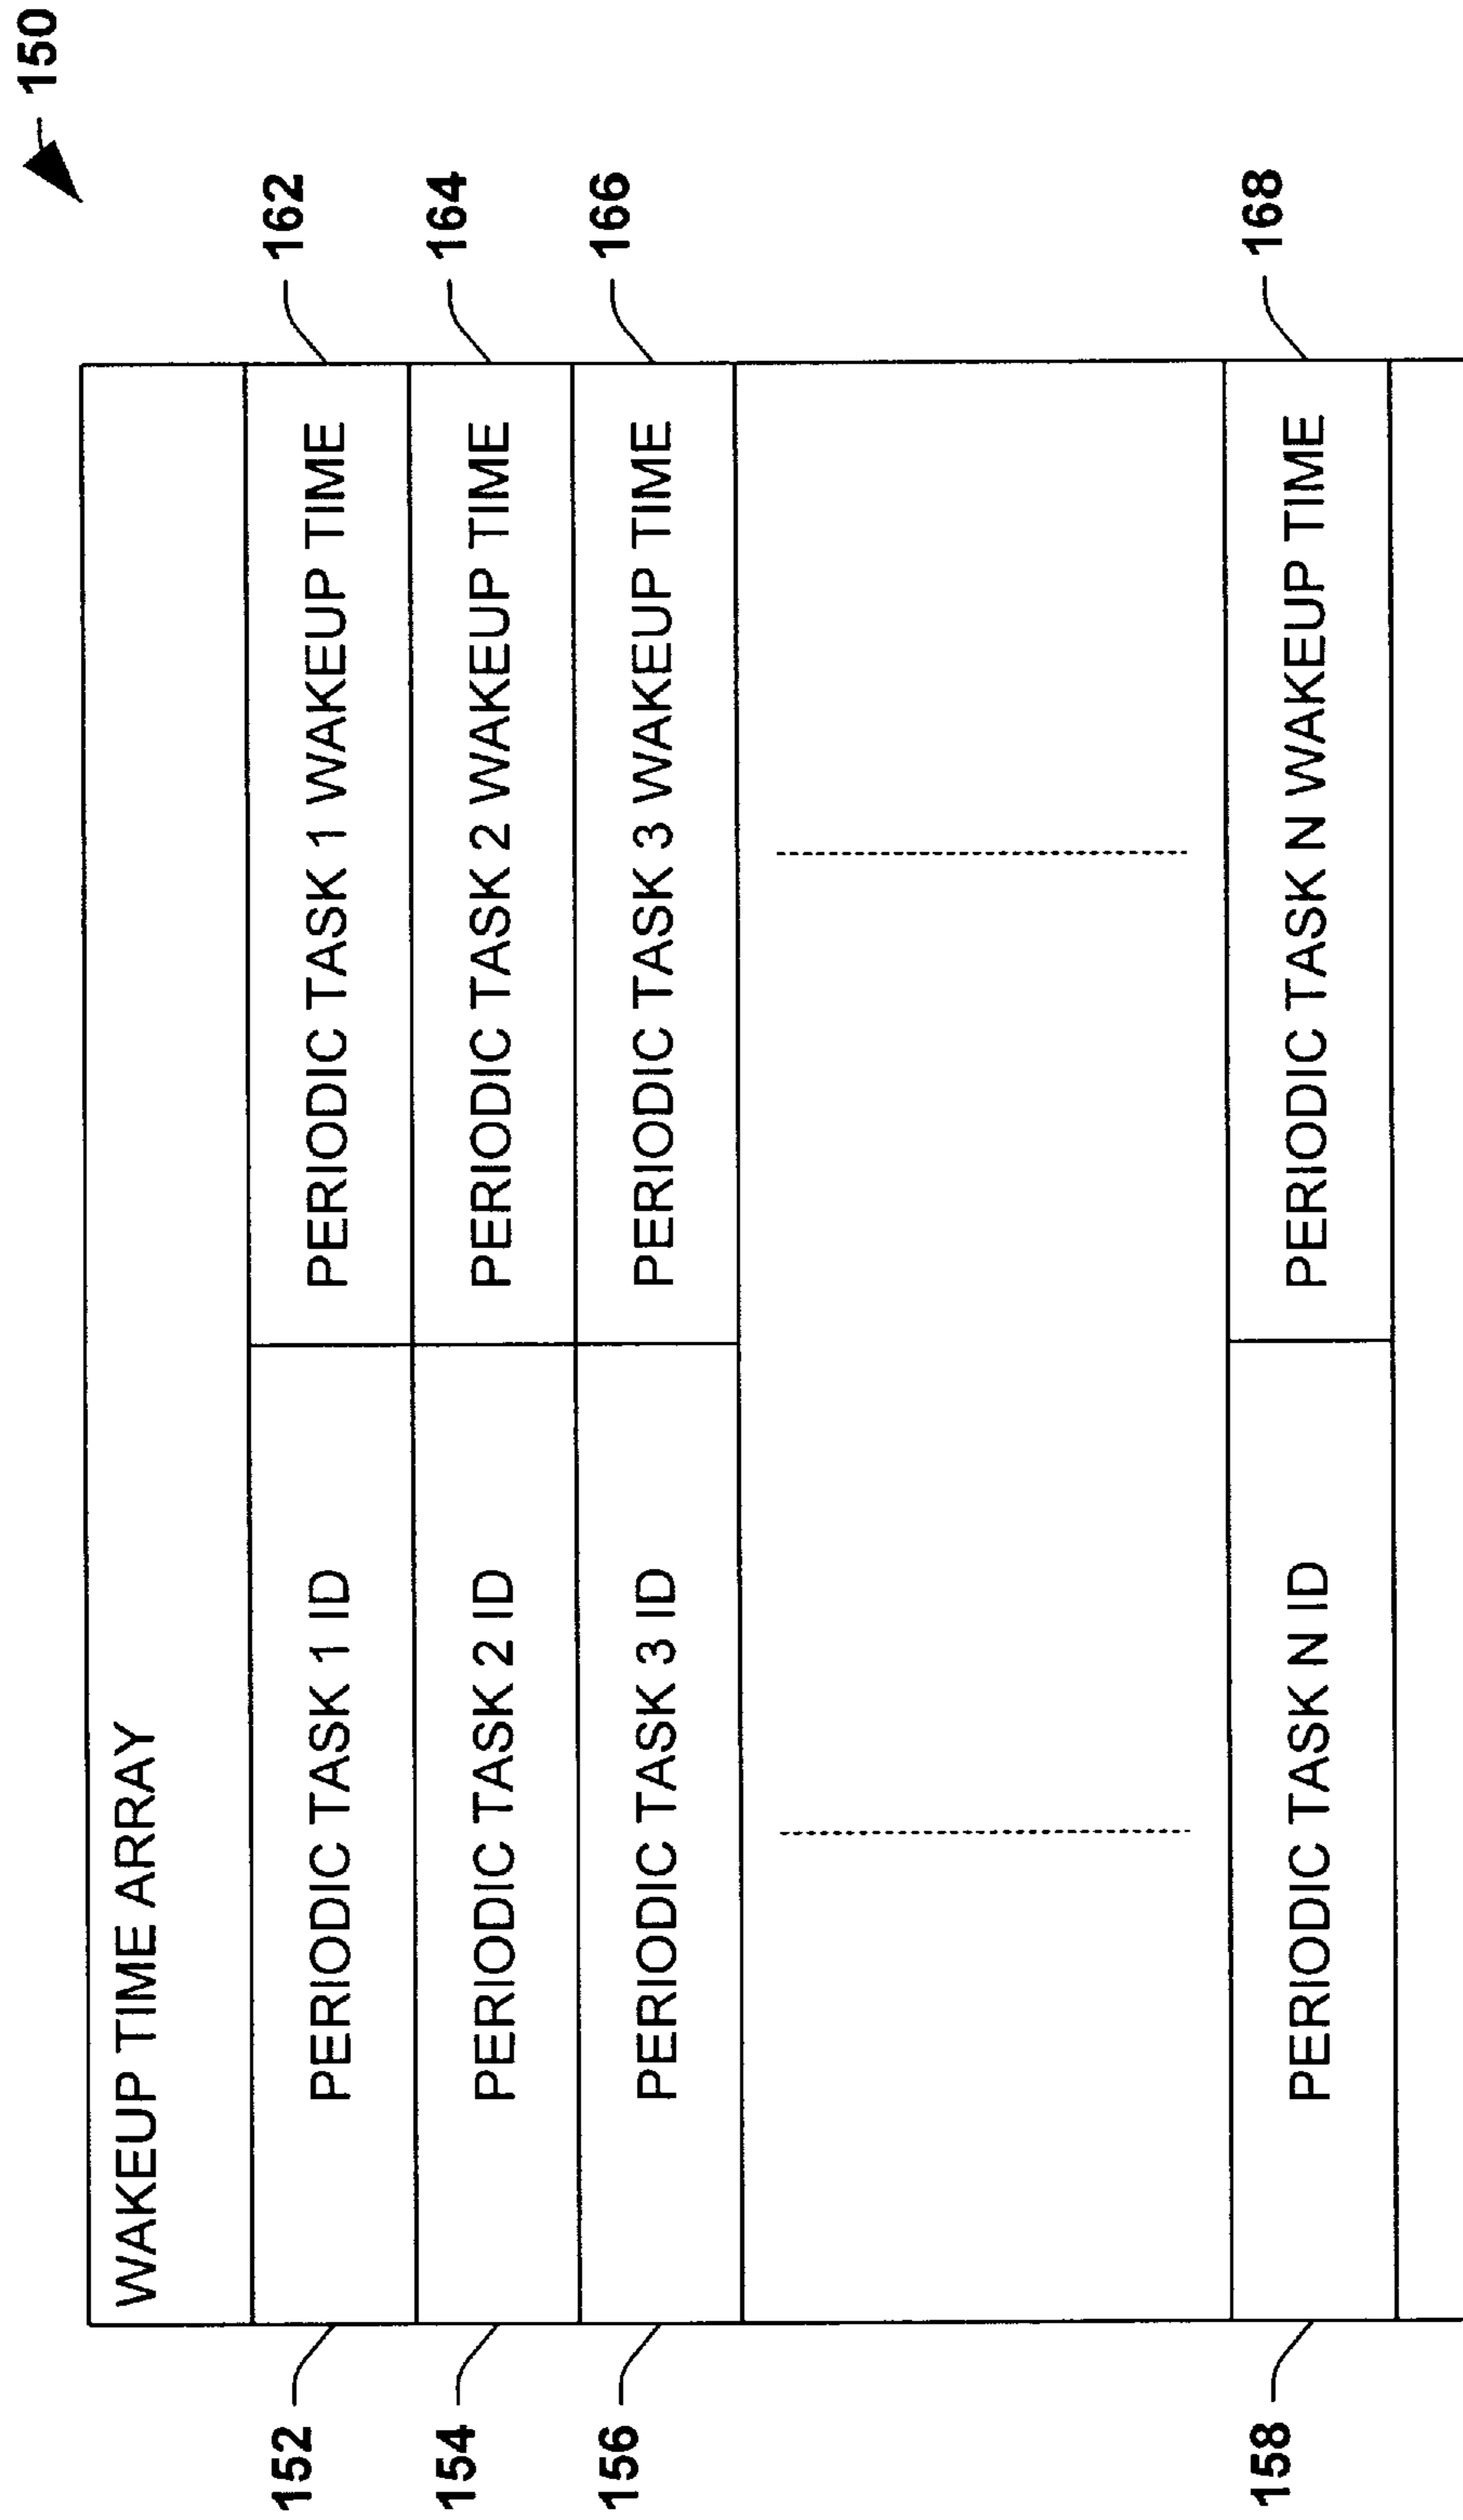 150
WAKEUP TIME ARRAY
152 PERIODIC TASK 1 ID PERIODIC TASK 1 WAKEUP TIME 162
154 PERIODIC TASK 2 ID PERIODIC TASK 2 WAKEUP TIME 164
156 PERIODIC TASK 3 ID PERIODIC TASK 3 WAKEUP TIME 166
158 PERIODIC TASK N ID PERIODIC TASK N WAKEUP TIME 168